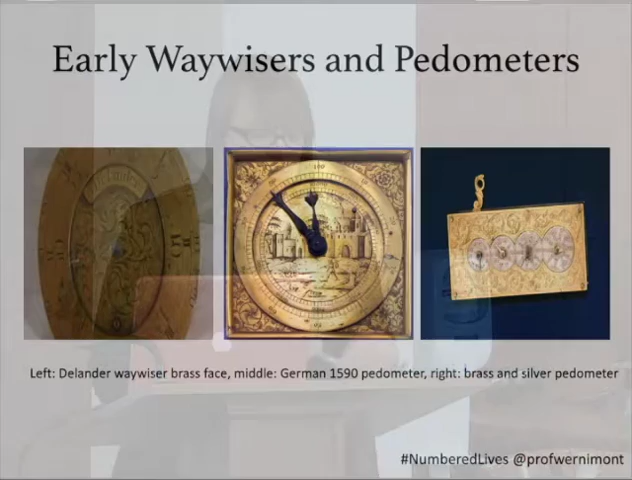 Early Waywisers and Pedometers
Left: Delander waywiser brass face, middle: German 1590 pedometer, right: brass and silver pedometer
#NumberedLives @profwernimont